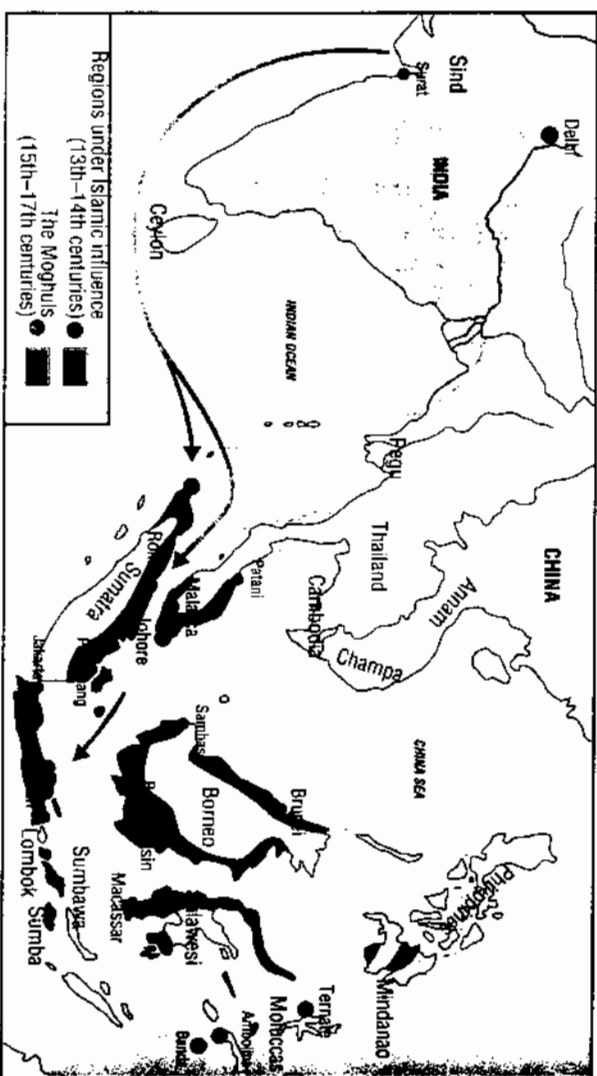 Delhi
Sind
Surat
INDIA
Ceylon
INDIAN OCEAN
Pegu
CHINA
Thailand
Annam
Cambodia
Champa
Patani
Malacca
Johore
Sumatra
CHINA SEA
Sambas
Brunei
Borneo
Macassar
Sumbawa
Lombok
Sumba
Philippines
Mindanao
Ternate
Moluccas
Regions under Islamic influence
(13th–14th centuries)
The Moghuls
(15th–17th centuries)